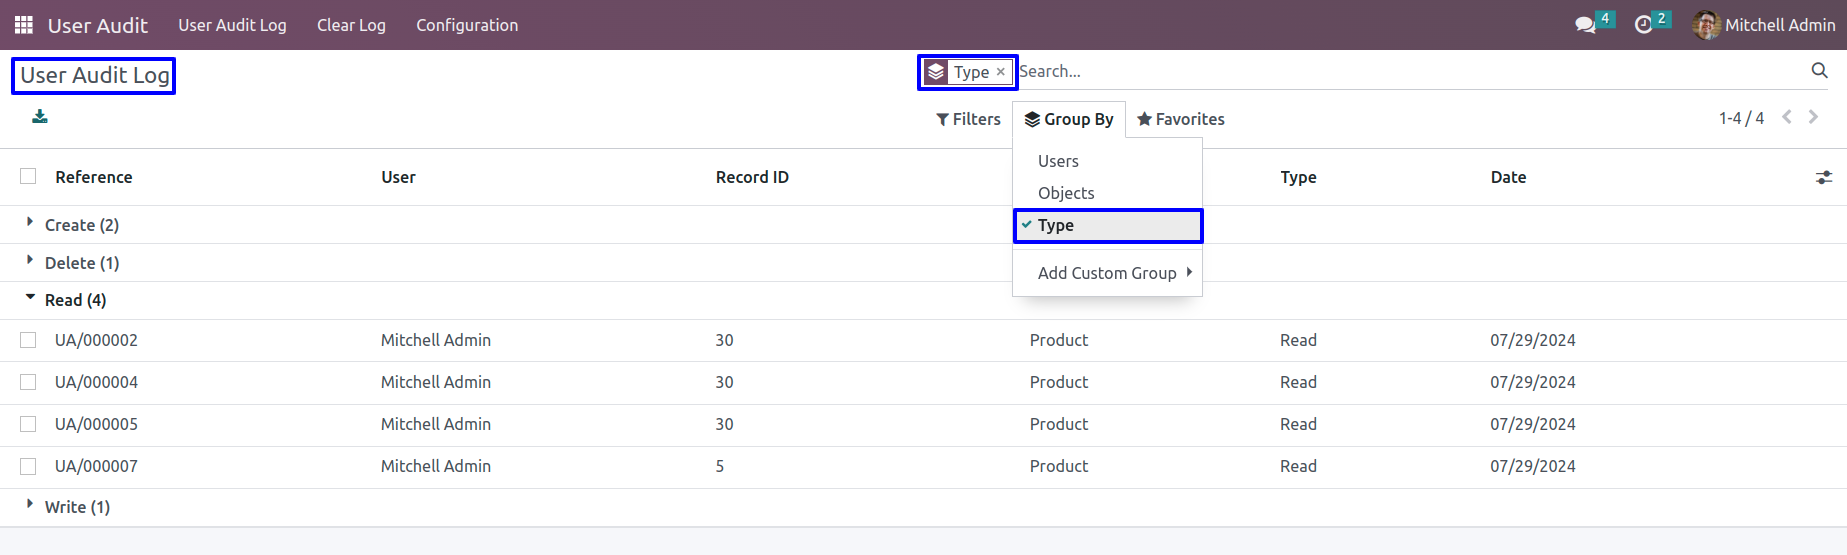 User Audit User Audit Log Clear Log Configuration 4 2 Mitchell Admin
User Audit Log Type × Search...
Filters Group By Favorites 1-4 / 4
Users
Objects
Type
Add Custom Group
Reference User Record ID Type Date
Create (2)
Delete (1)
Read (4)
UA/000002 Mitchell Admin 30 Product Read 07/29/2024
UA/000004 Mitchell Admin 30 Product Read 07/29/2024
UA/000005 Mitchell Admin 30 Product Read 07/29/2024
UA/000007 Mitchell Admin 5 Product Read 07/29/2024
Write (1)